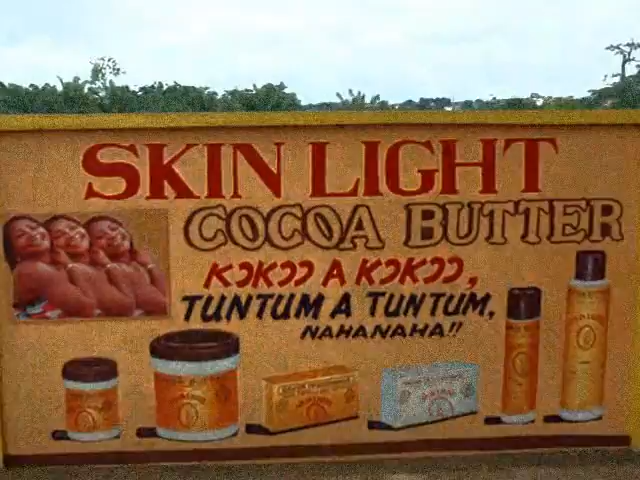 SKIN LIGHT
COCOA BUTTER
KƆKƆƆ A KƆKƆƆ,
TUNTUM A TUNTUM,
NAHANAHA!!